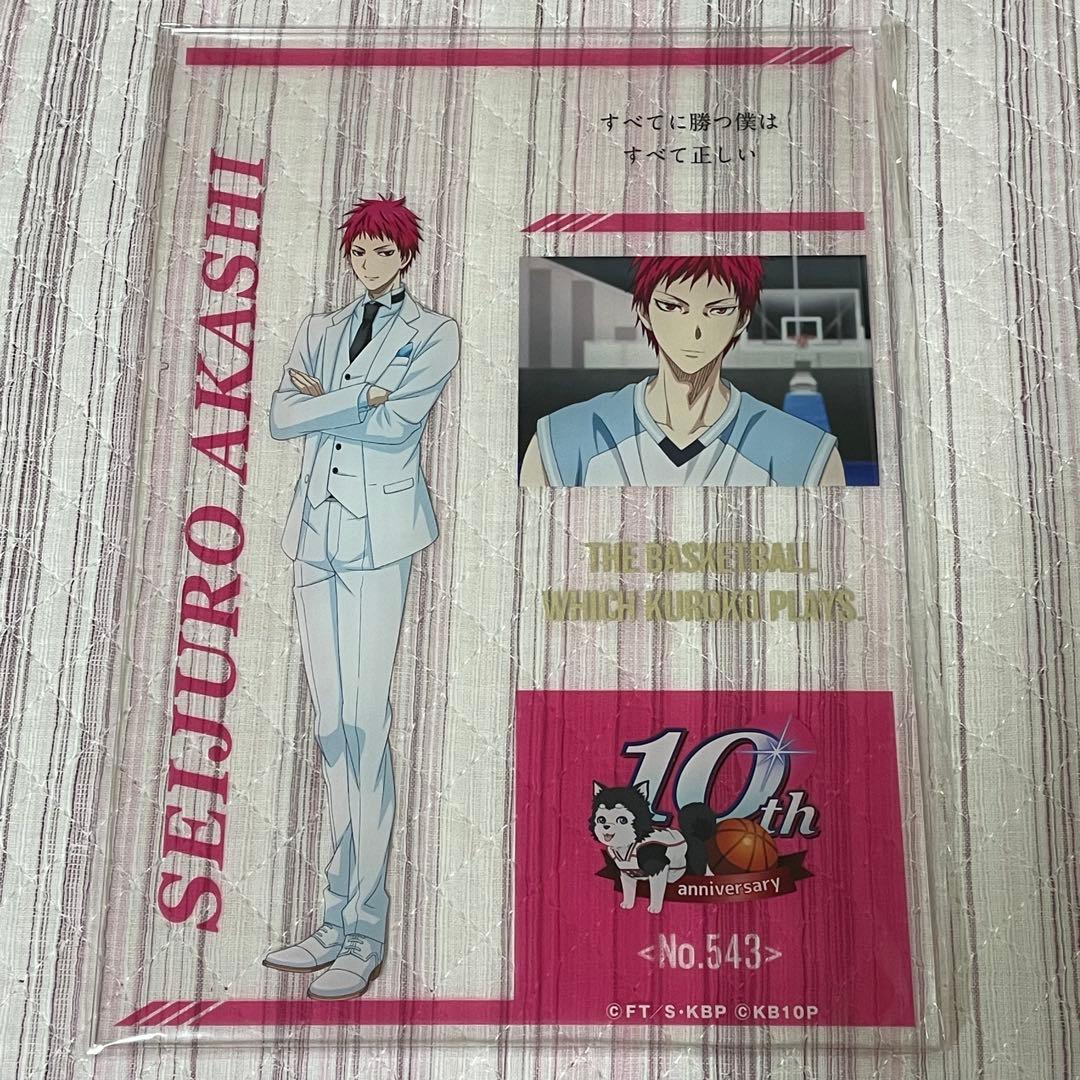 SEIJURO AKASHI
すべてに勝つ僕は
すべて正しい
THE BASKETBALL
WHICH KUROKO PLAYS.
10th
anniversary
<No.543>
©FT/S・KBP ©KB10P